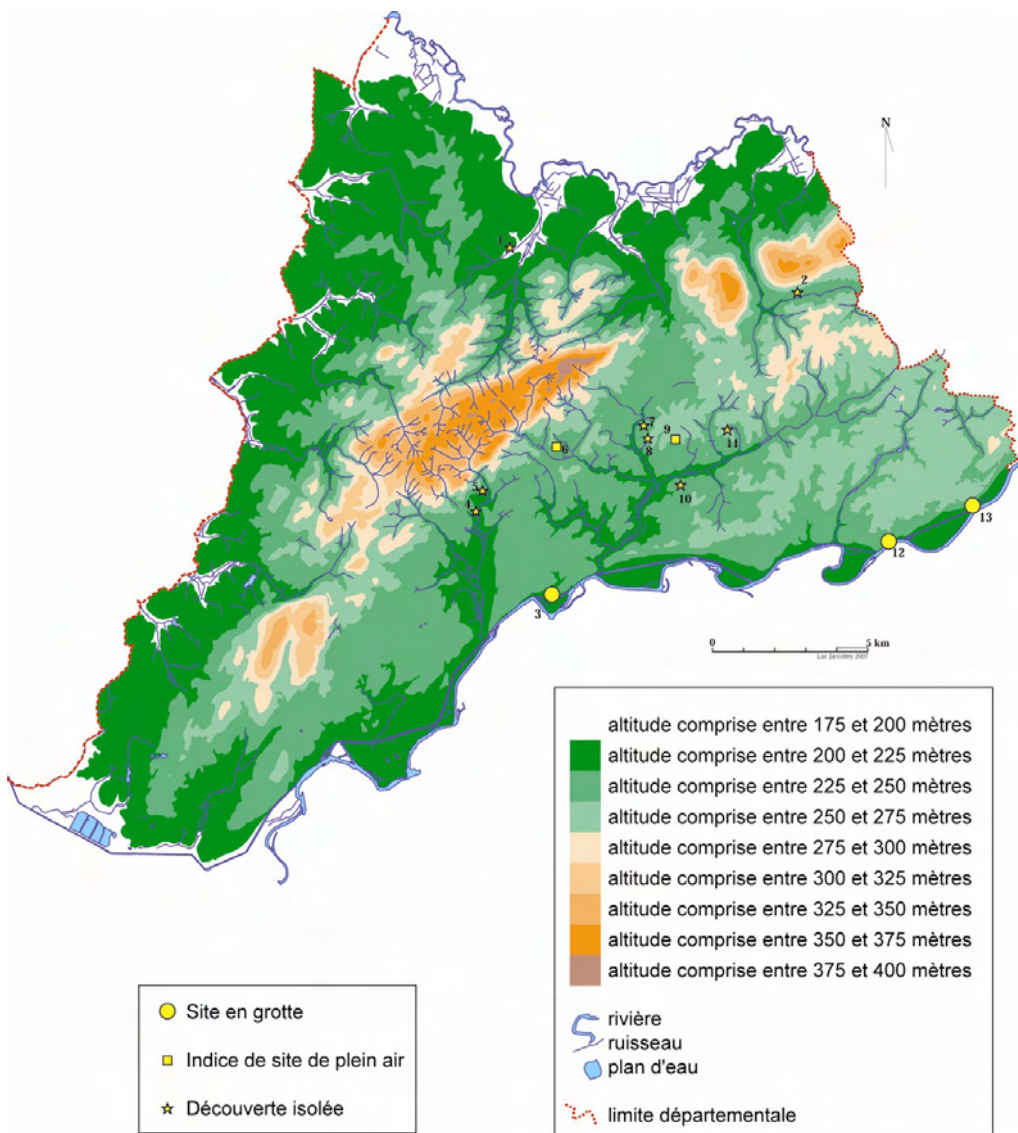 N
1
2
7
9
11
8
6
5
10
4
13
12
3
0
5 km
Luc Jaccottey 2007
altitude comprise entre 175 et 200 mètres
altitude comprise entre 200 et 225 mètres
altitude comprise entre 225 et 250 mètres
altitude comprise entre 250 et 275 mètres
altitude comprise entre 275 et 300 mètres
altitude comprise entre 300 et 325 mètres
altitude comprise entre 325 et 350 mètres
altitude comprise entre 350 et 375 mètres
altitude comprise entre 375 et 400 mètres
rivière
ruisseau
plan d'eau
limite départementale
Site en grotte
Indice de site de plein air
Découverte isolée